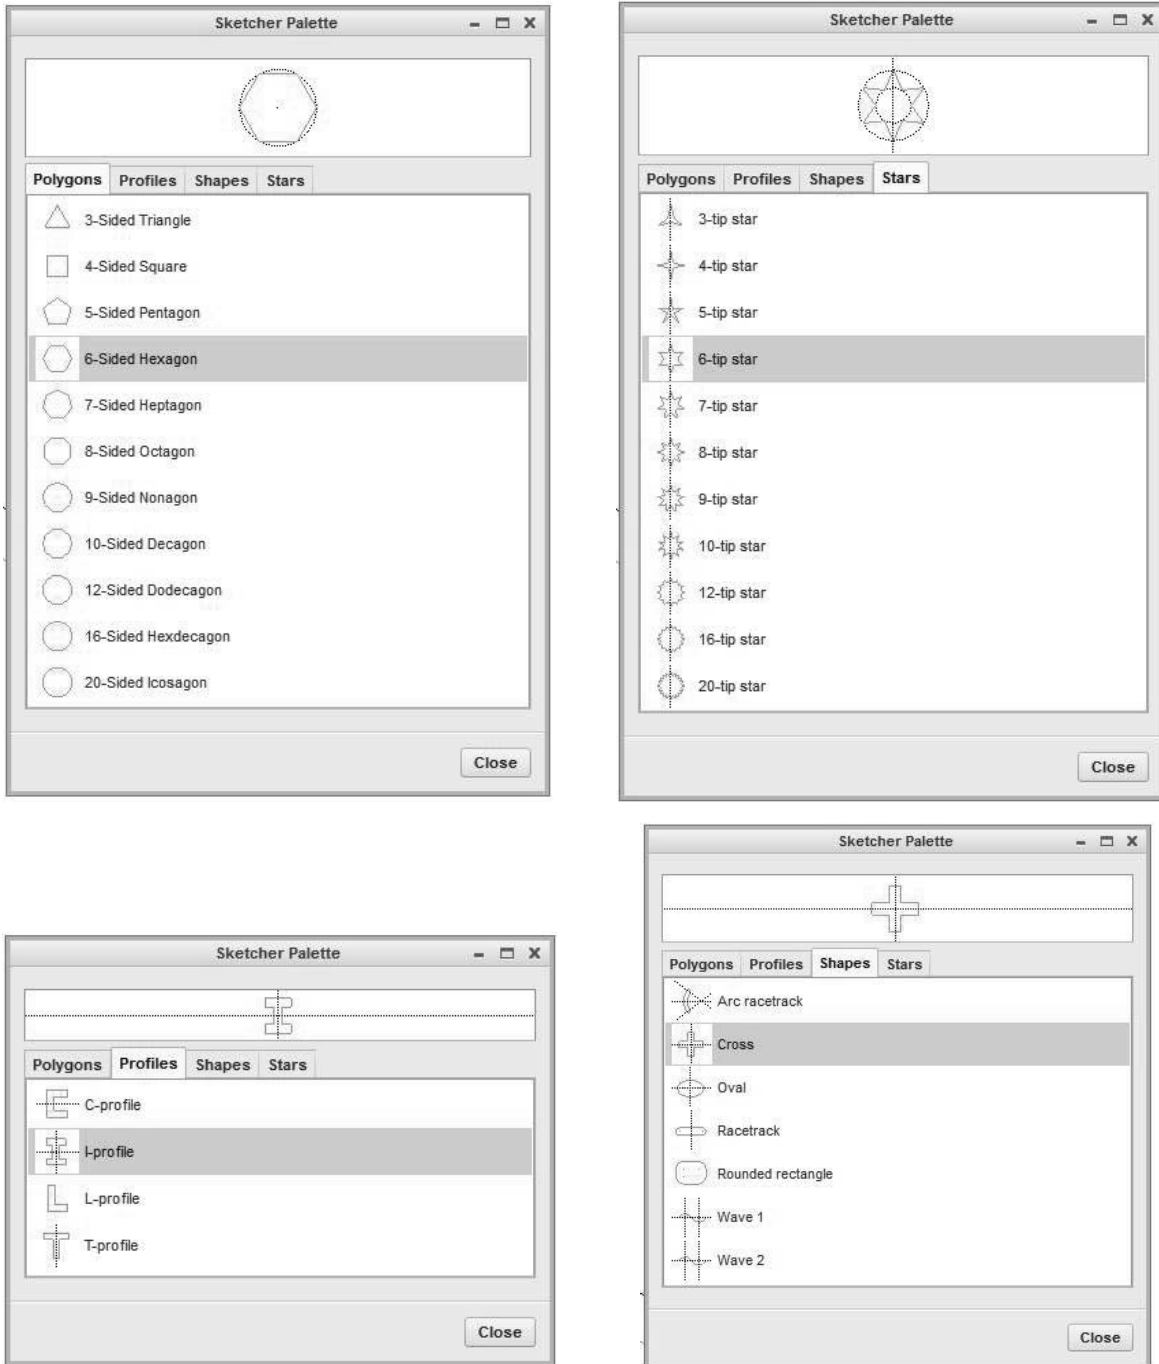 Sketcher Palette
Polygons Profiles Shapes Stars
3-Sided Triangle
4-Sided Square
5-Sided Pentagon
6-Sided Hexagon
7-Sided Heptagon
8-Sided Octagon
9-Sided Nonagon
10-Sided Decagon
12-Sided Dodecagon
16-Sided Hexdecagon
20-Sided Icosagon
Close
Sketcher Palette
Polygons Profiles Shapes Stars
3-tip star
4-tip star
5-tip star
6-tip star
7-tip star
8-tip star
9-tip star
10-tip star
12-tip star
16-tip star
20-tip star
Close
Sketcher Palette
Polygons Profiles Shapes Stars
C-profile
I-profile
L-profile
T-profile
Close
Sketcher Palette
Polygons Profiles Shapes Stars
Arc racetrack
Cross
Oval
Racetrack
Rounded rectangle
Wave 1
Wave 2
Close